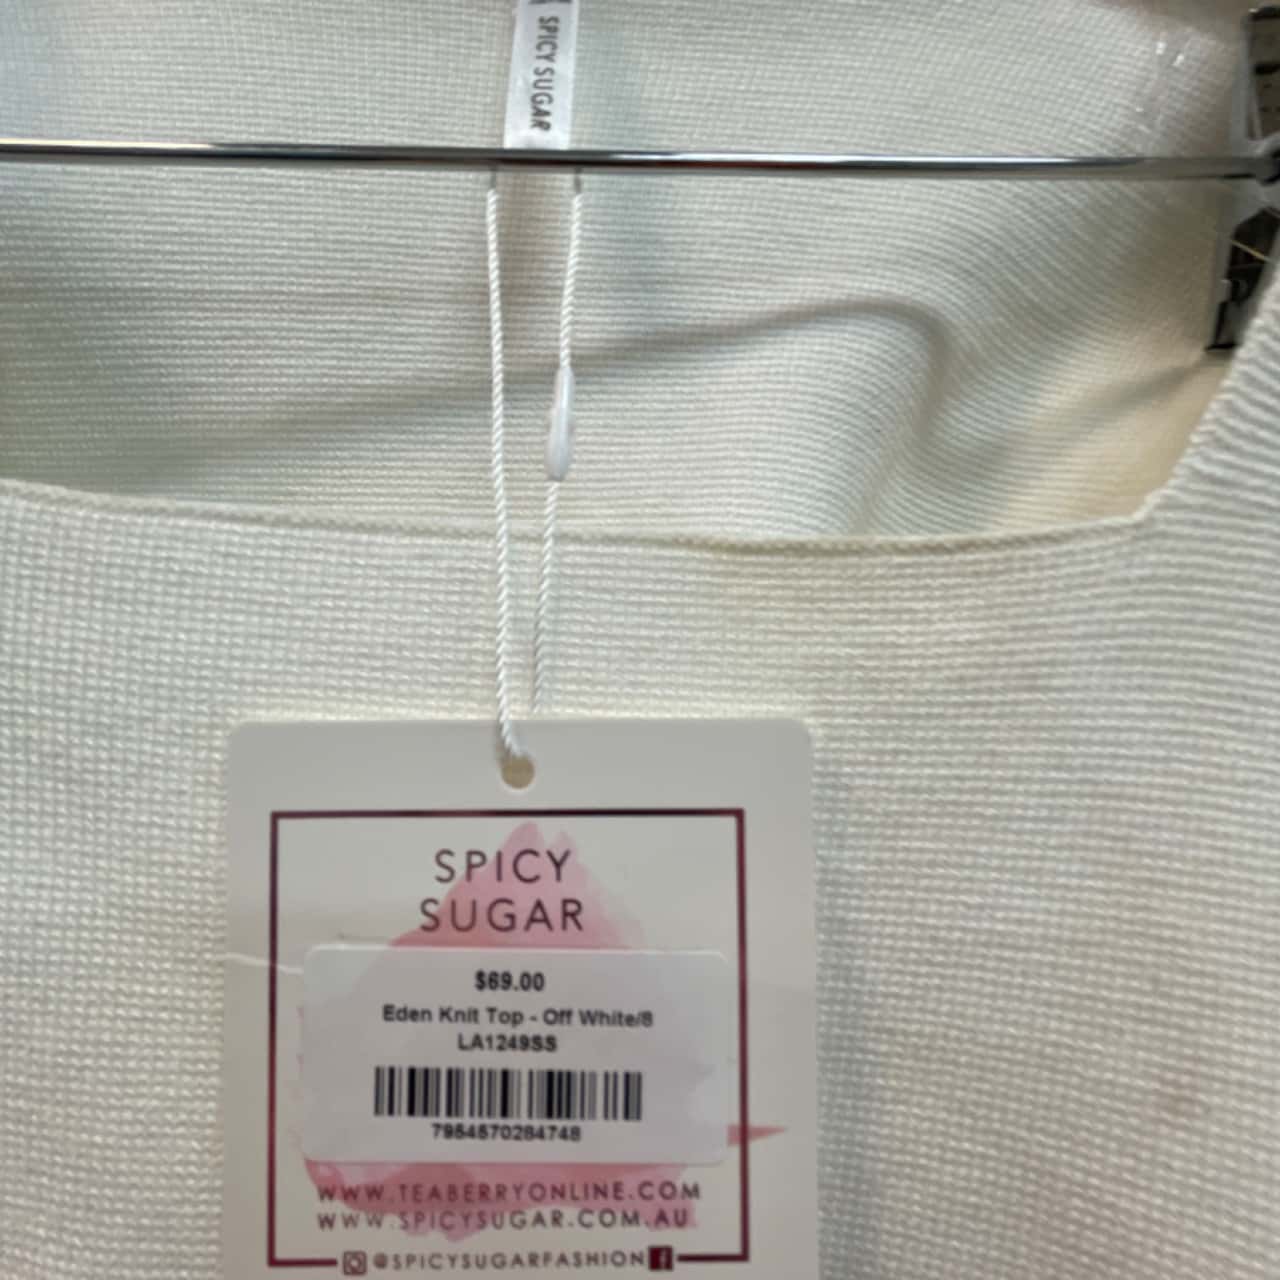 SPICY SUGAR
SPICY
SUGAR
$69.00
Eden Knit Top - Off White/8
LA1249SS
7954570284748
WWW.TEABERRYONLINE.COM
WWW.SPICYSUGAR.COM.AU
@SPICYSUGARFASHION